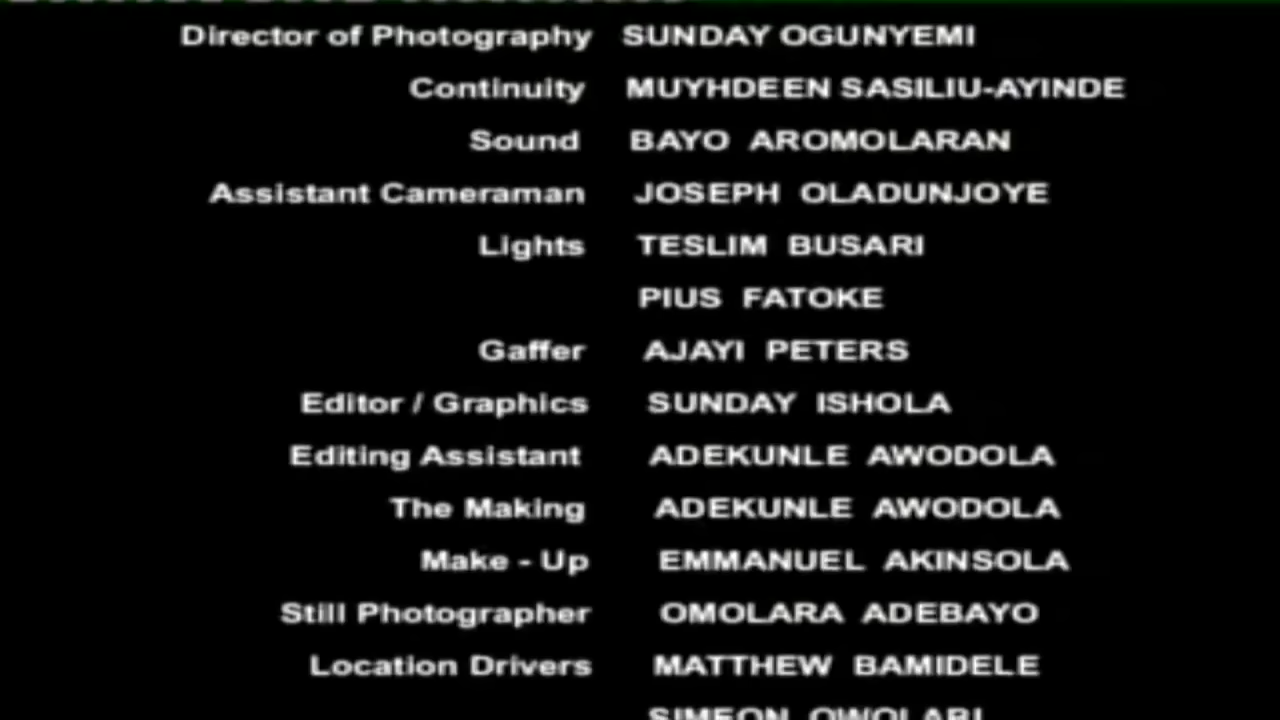 Director of Photography SUNDAY OGUNYEMI
Continuity MUYHDEEN SASILIU-AYINDE
Sound BAYO AROMOLARAN
Assistant Cameraman JOSEPH OLADUNJOYE
Lights TESLIM BUSARI
PIUS FATOKE
Gaffer AJAYI PETERS
Editor / Graphics SUNDAY ISHOLA
Editing Assistant ADEKUNLE AWODOLA
The Making ADEKUNLE AWODOLA
Make - Up EMMANUEL AKINSOLA
Still Photographer OMOLARA ADEBAYO
Location Drivers MATTHEW BAMIDELE
SIMEON OWOLABI